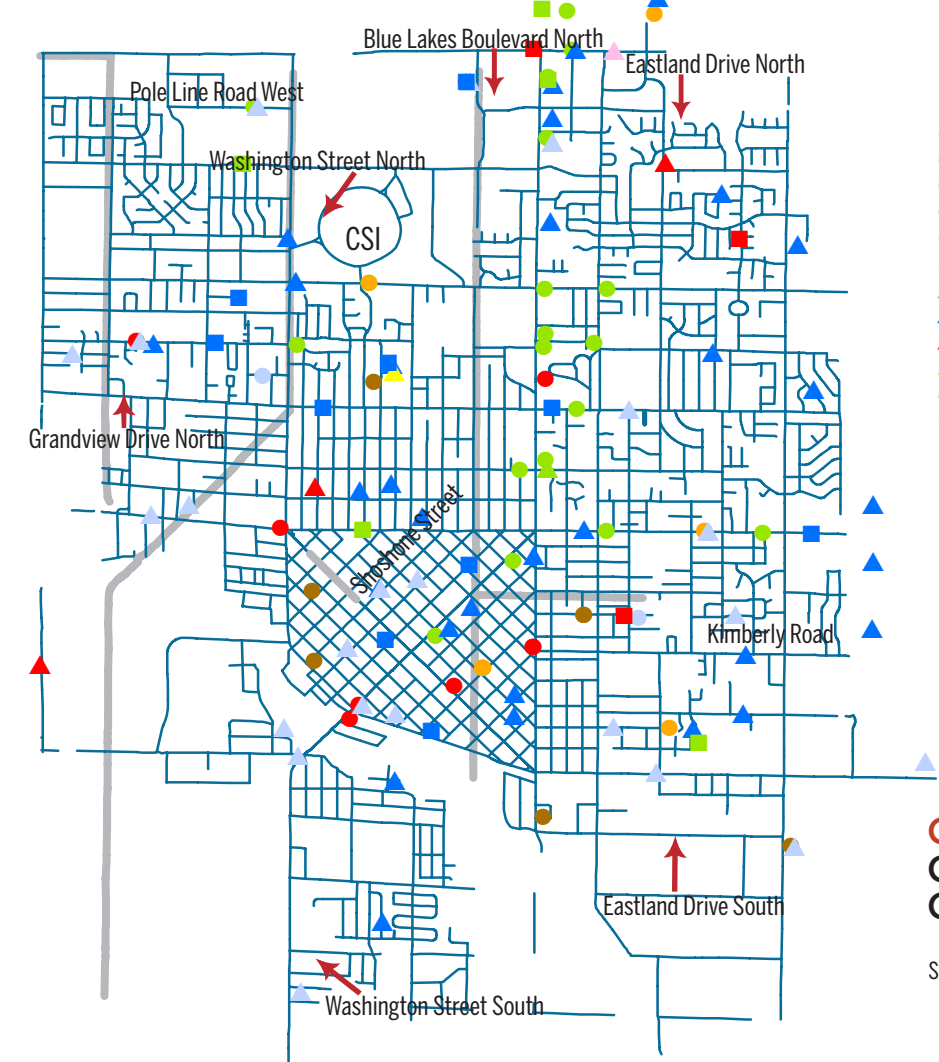 Blue Lakes Boulevard North
Eastland Drive North
Pole Line Road West
Washington Street North
CSI
Grandview Drive North
Shoshone Street
Kimberly Road
Eastland Drive South
Washington Street South
S